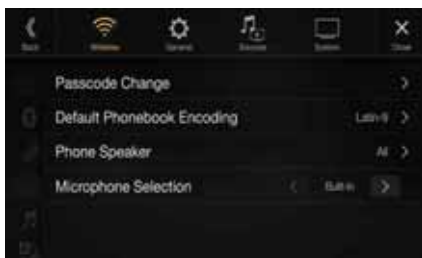 Back
Wireless
General
Sources
System
Close
Passcode Change
Default Phonebook Encoding
Phone Speaker
All
Microphone Selection
Built-in